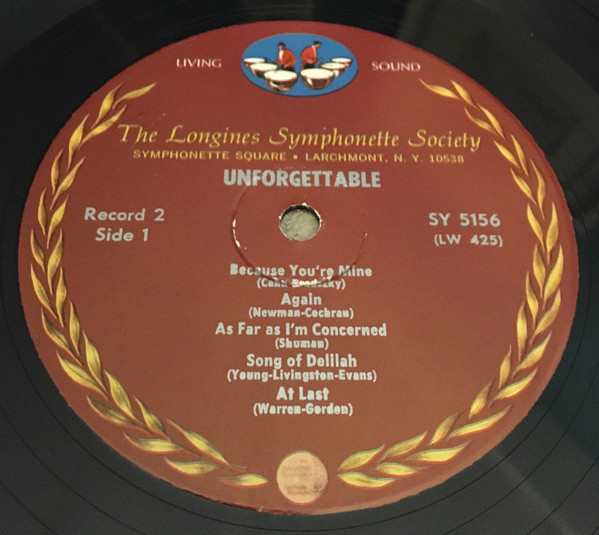 LIVING SOUND
The Longines Symphonette Society
SYMPHONETTE SQUARE • LARCHMONT, N. Y. 10538
UNFORGETTABLE
Record 2
Side 1
SY 5156
(LW 425)
Because You're Mine
(Cahn Brodszky)
Again
(Newman-Cochran)
As Far as I'm Concerned
(Shuman)
Song of Delilah
(Young-Livingston-Evans)
At Last
(Warren-Gordon)